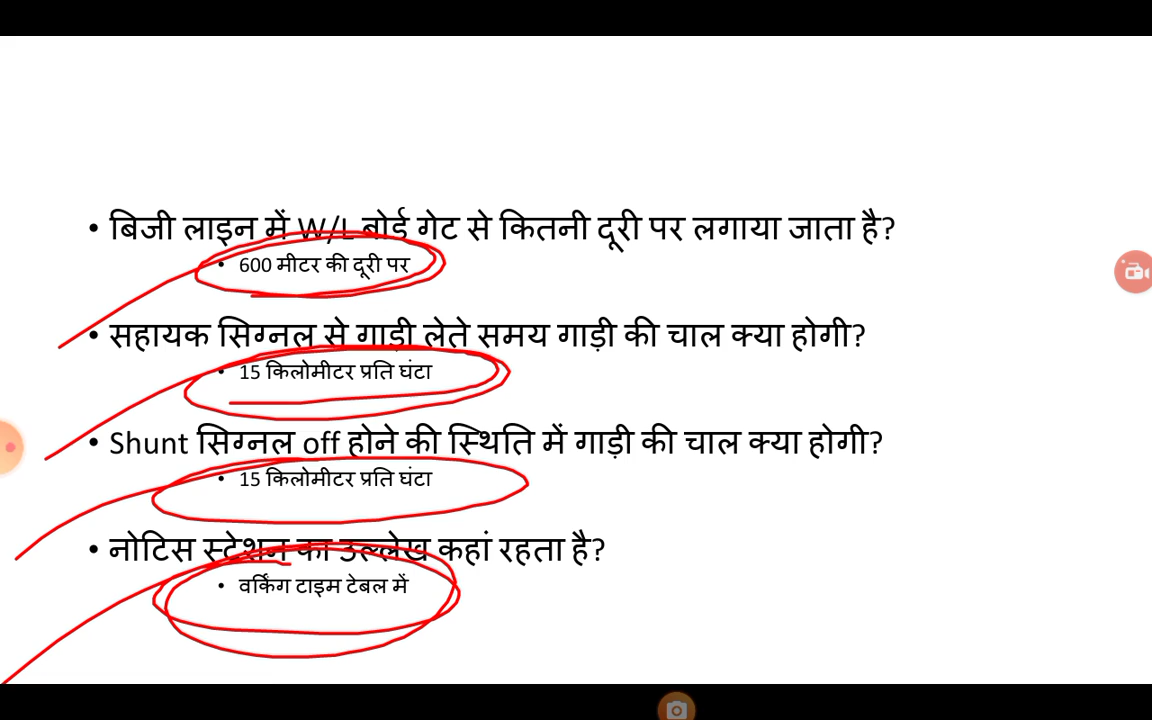 • बिजी लाइन में W/L बोर्ड गेट से कितनी दूरी पर लगाया जाता है?
• 600 मीटर की दूरी पर
• सहायक सिग्नल से गाड़ी लेते समय गाड़ी की चाल क्या होगी?
• 15 किलोमीटर प्रति घंटा
• Shunt सिग्नल off होने की स्थिति में गाड़ी की चाल क्या होगी?
• 15 किलोमीटर प्रति घंटा
• नोटिस स्टेशन का उल्लेख कहां रहता है?
• वर्किंग टाइम टेबल में